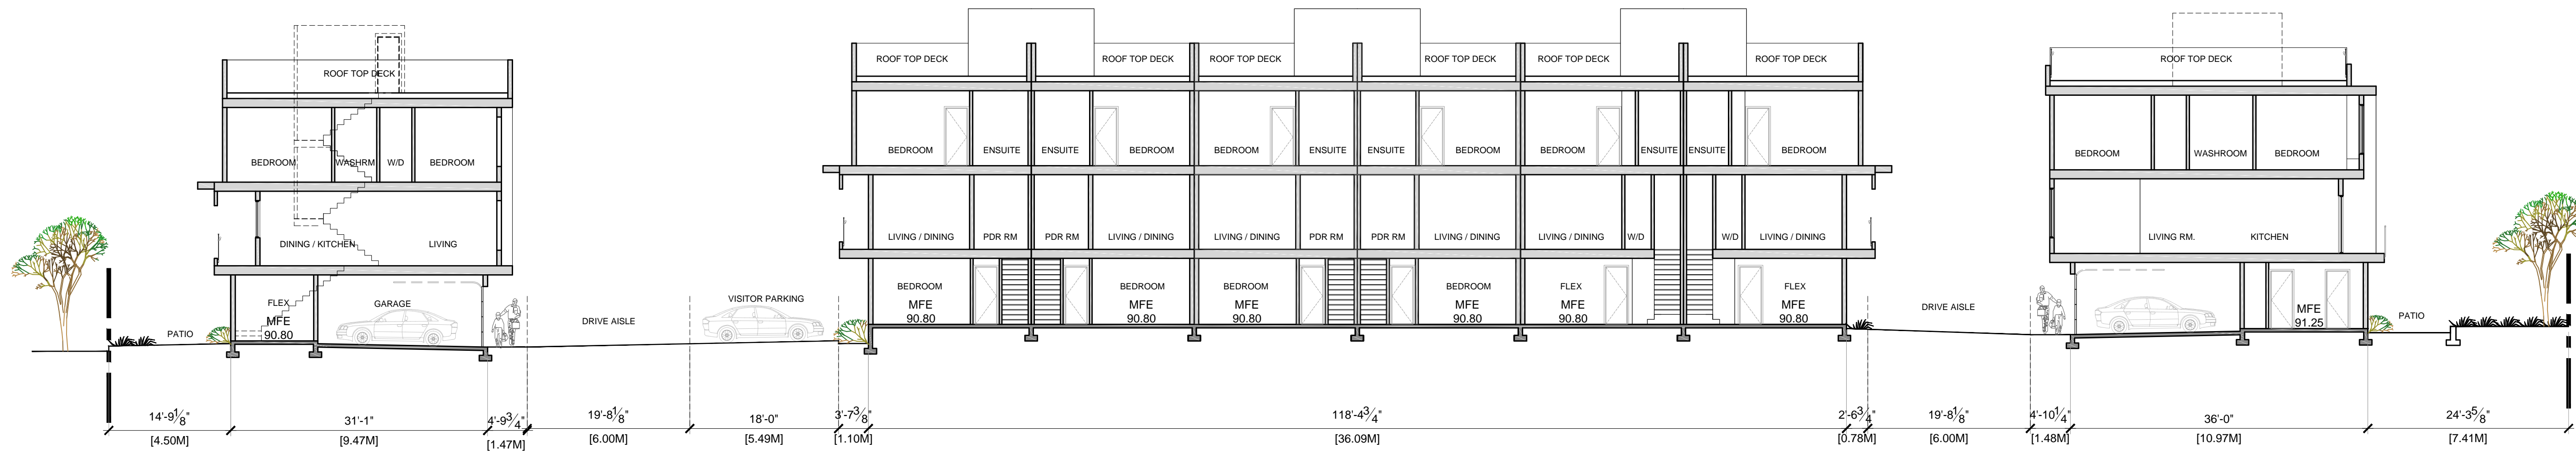 ROOF TOP DECK
BEDROOM WASHRM W/D BEDROOM
DINING / KITCHEN LIVING
FLEX
MFE
90.80
GARAGE
PATIO
DRIVE AISLE
VISITOR PARKING
ROOF TOP DECK ROOF TOP DECK ROOF TOP DECK ROOF TOP DECK ROOF TOP DECK ROOF TOP DECK
BEDROOM ENSUITE ENSUITE BEDROOM BEDROOM ENSUITE ENSUITE BEDROOM BEDROOM ENSUITE ENSUITE BEDROOM
LIVING / DINING PDR RM PDR RM LIVING / DINING LIVING / DINING PDR RM PDR RM LIVING / DINING LIVING / DINING W/D W/D LIVING / DINING
BEDROOM BEDROOM BEDROOM BEDROOM FLEX FLEX
MFE MFE MFE MFE MFE MFE
90.80 90.80 90.80 90.80 90.80 90.80
DRIVE AISLE
ROOF TOP DECK
BEDROOM WASHROOM BEDROOM
LIVING RM. KITCHEN
MFE
91.25
PATIO
14'-9 1/8" 31'-1" 4'-9 3/4" 19'-8 1/8" 18'-0" 3'-7 3/8" 118'-4 3/4" 2'-6 3/4" 19'-8 1/8" 4'-10 1/4" 36'-0" 24'-3 5/8"
[4.50M] [9.47M] [1.47M] [6.00M] [5.49M] [1.10M] [36.09M] [0.78M] [6.00M] [1.48M] [10.97M] [7.41M]